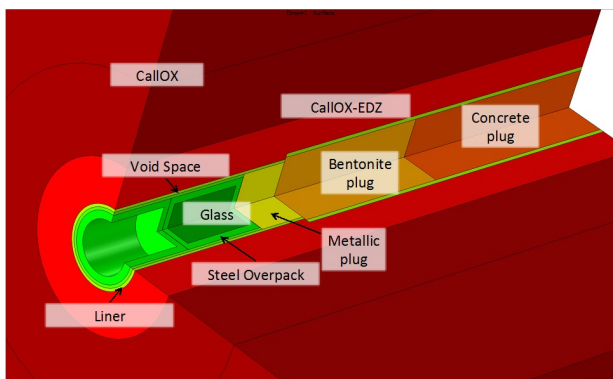 CallOX
CallOX-EDZ
Concrete
plug
Void Space
Bentonite
plug
Glass
Metallic
plug
Steel Overpack
Liner